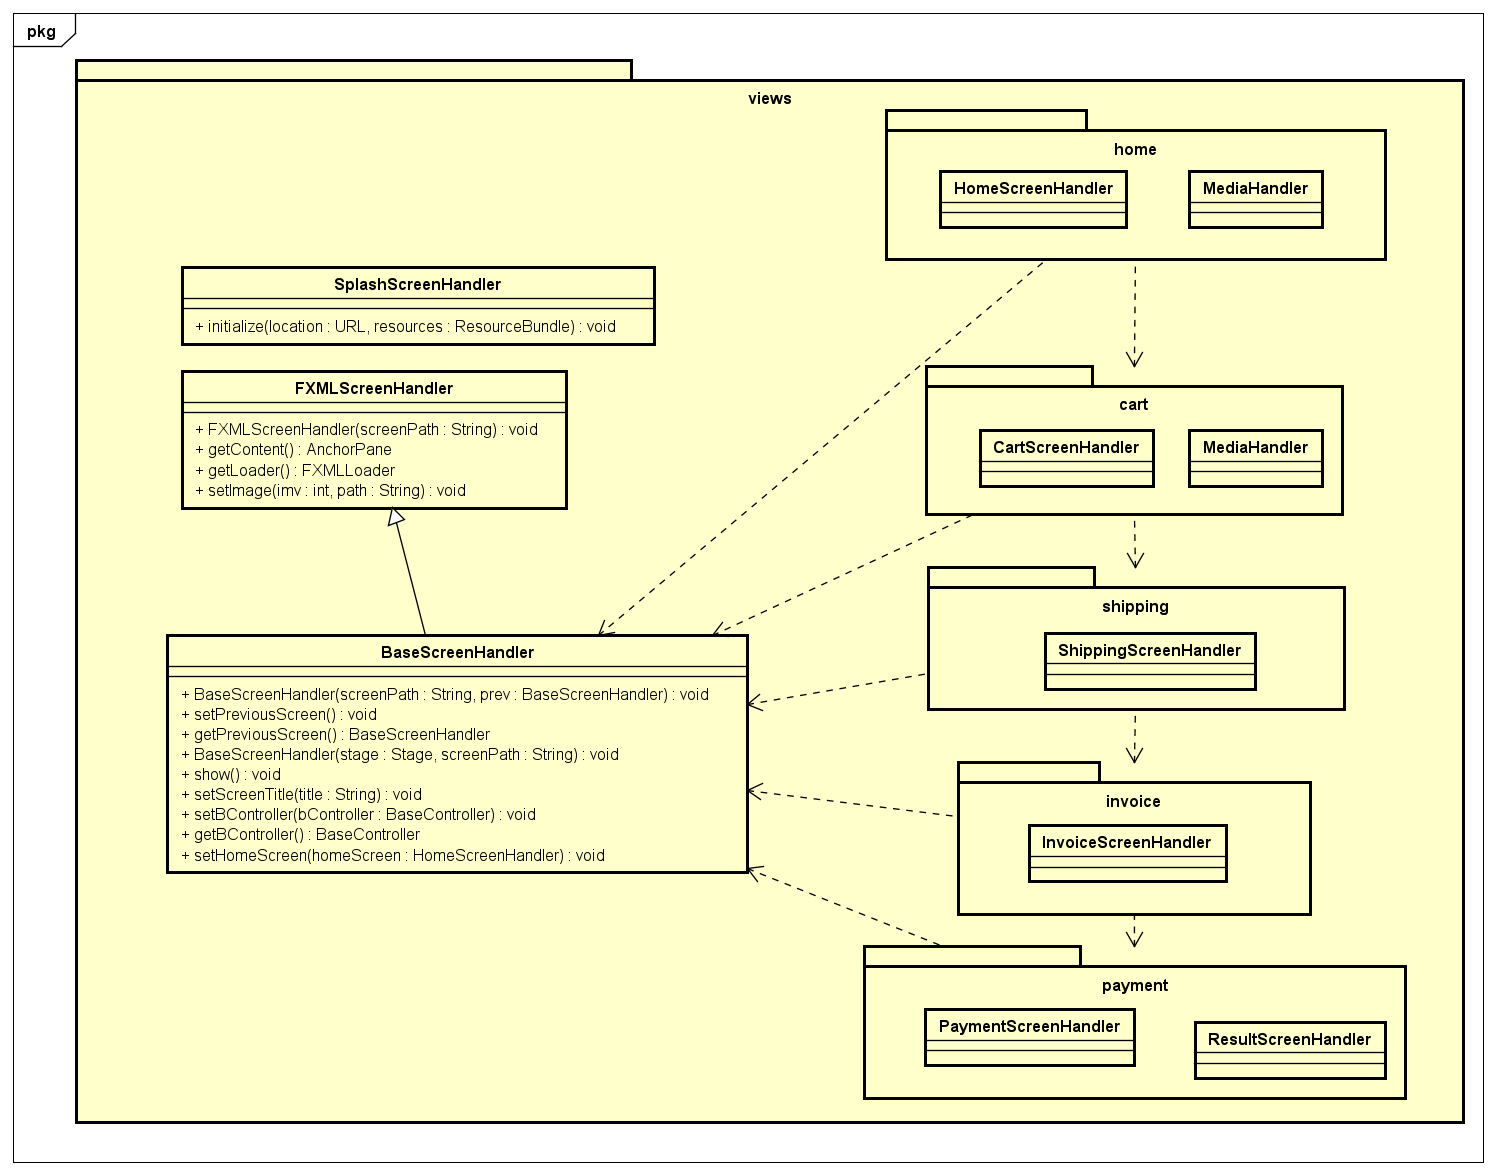 pkg
views
home
HomeScreenHandler
MediaHandler
SplashScreenHandler
+ initialize(location : URL, resources : ResourceBundle) : void
FXMLScreenHandler
+ FXMLScreenHandler(screenPath : String) : void
+ getContent() : AnchorPane
+ getLoader() : FXMLLoader
+ setImage(imv : int, path : String) : void
cart
CartScreenHandler
MediaHandler
shipping
ShippingScreenHandler
BaseScreenHandler
+ BaseScreenHandler(screenPath : String, prev : BaseScreenHandler) : void
+ setPreviousScreen() : void
+ getPreviousScreen() : BaseScreenHandler
+ BaseScreenHandler(stage : Stage, screenPath : String) : void
+ show() : void
+ setScreenTitle(title : String) : void
+ setBController(bController : BaseController) : void
+ getBController() : BaseController
+ setHomeScreen(homeScreen : HomeScreenHandler) : void
invoice
InvoiceScreenHandler
payment
PaymentScreenHandler
ResultScreenHandler